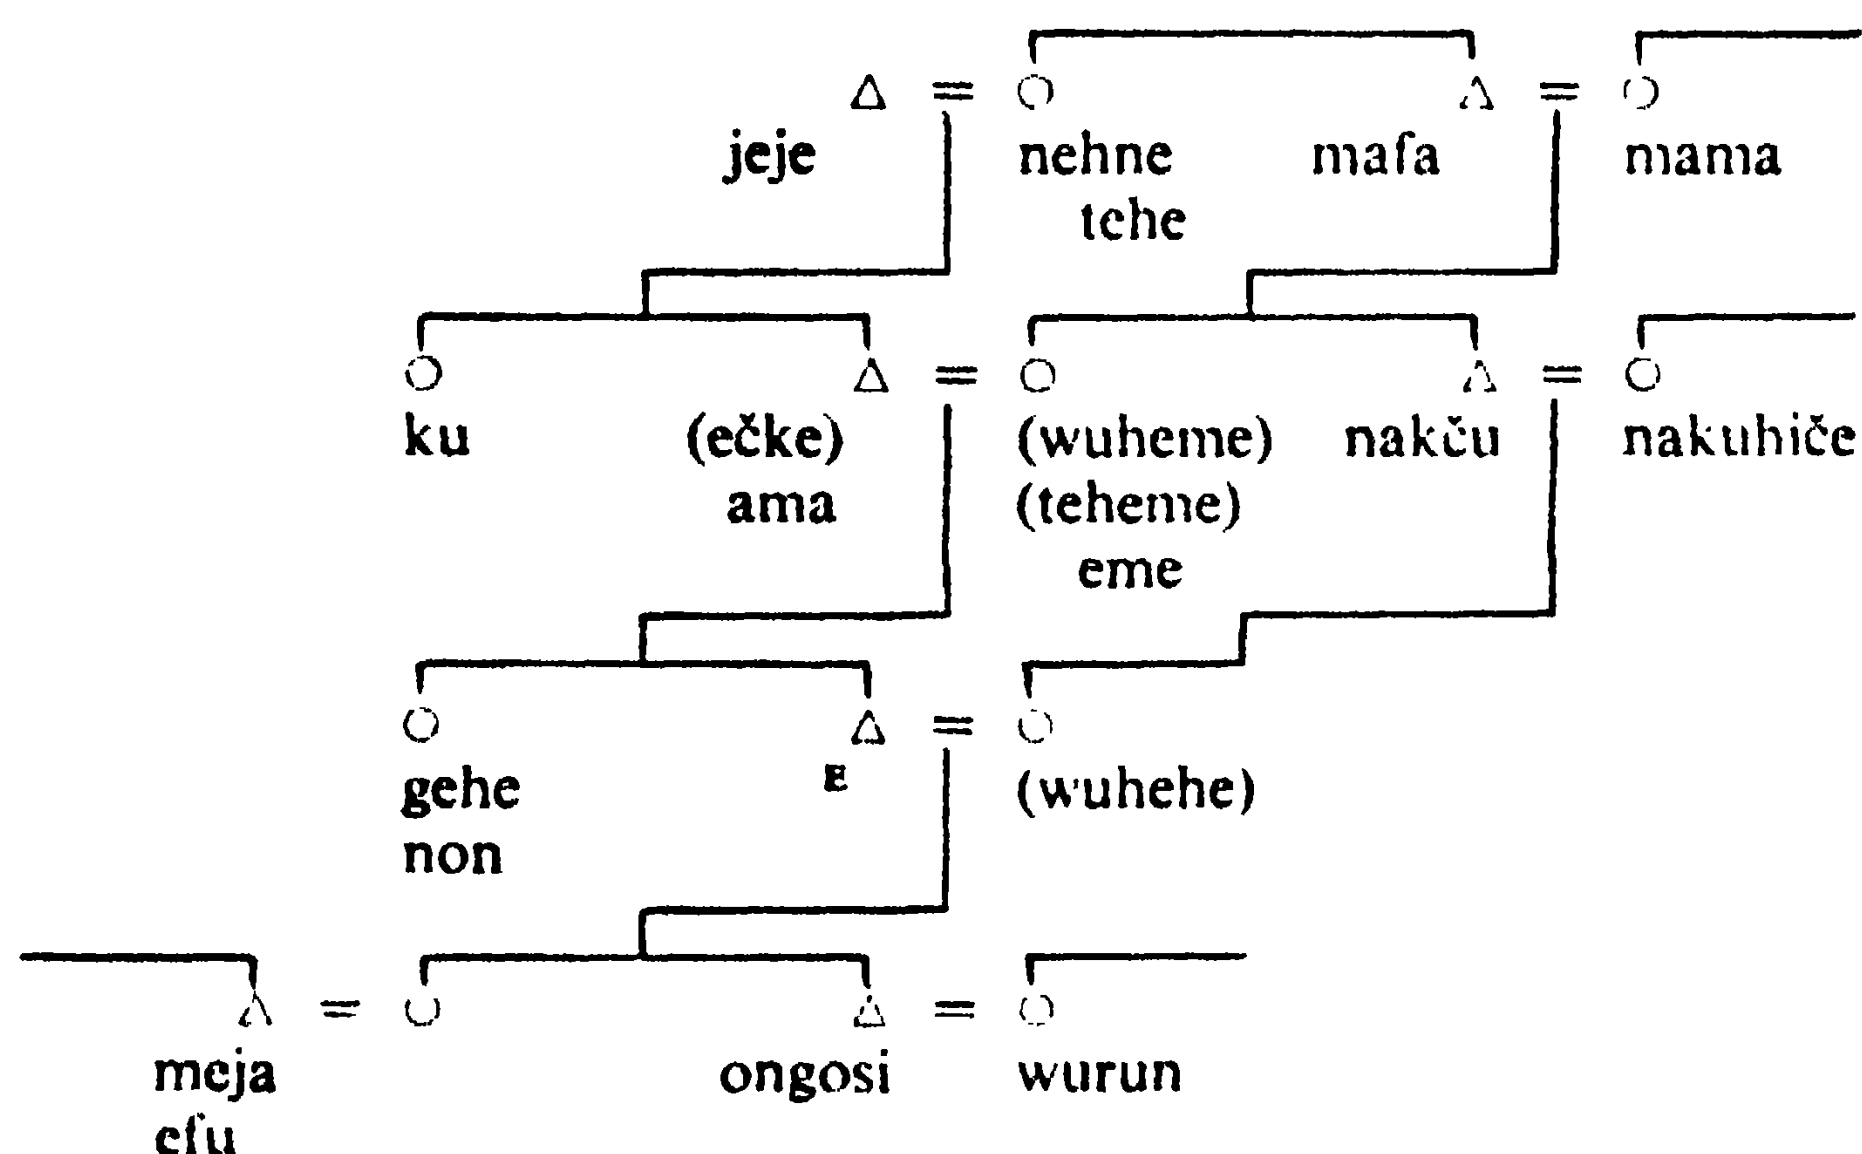 jeje nehne mafa mama
tehe
ku (ečke) (wuheme) nakču nakuhiče
ama (teheme)
eme
gehe E (wuhehe)
non
meja ongosi wurun
efu